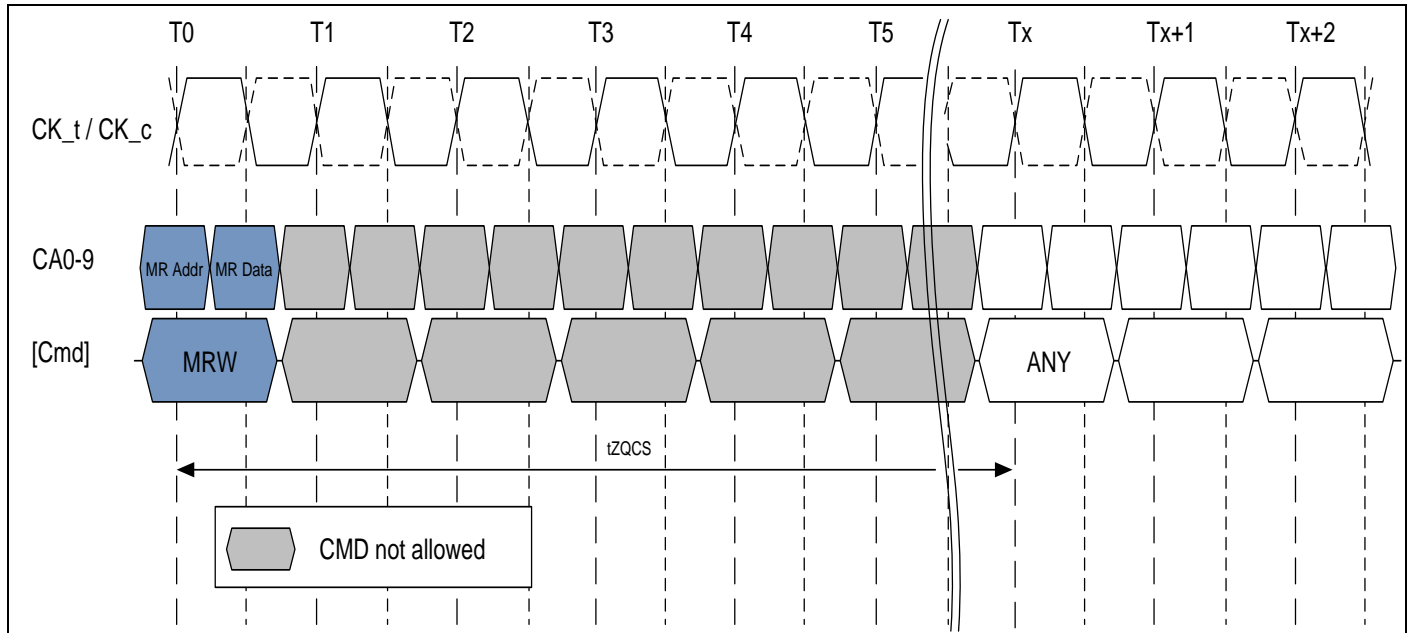 T0 T1 T2 T3 T4 T5 Tx Tx+1 Tx+2
CK_t / CK_c
CA0-9 MR Addr MR Data
[Cmd] MRW ANY
tZQCS
CMD not allowed